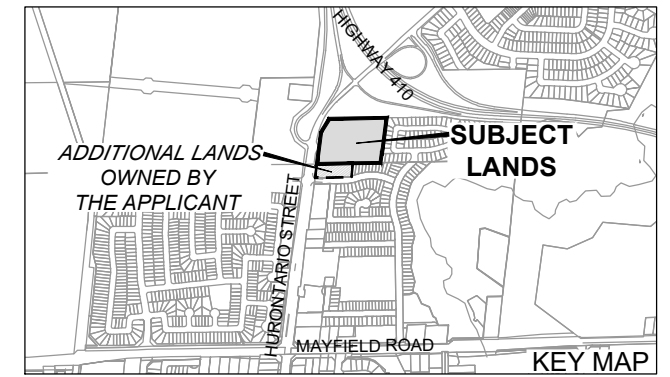 HIGHWAY 410
SUBJECT
LANDS
ADDITIONAL LANDS
OWNED BY
THE APPLICANT
HURONTARIO STREET
MAYFIELD ROAD
KEY MAP